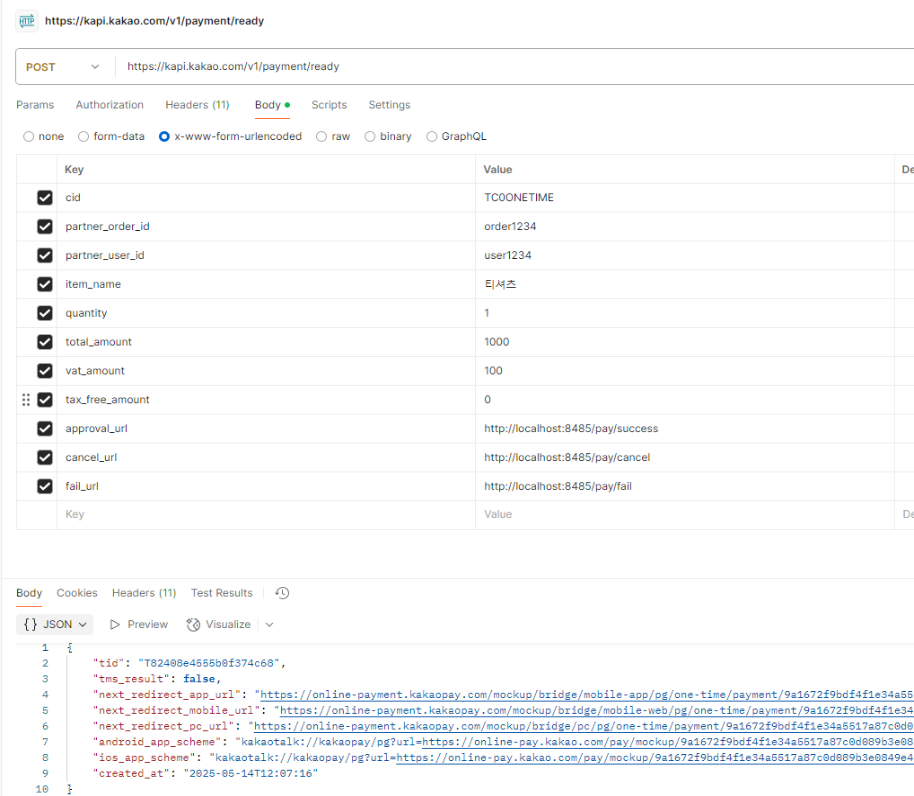 HTTP https://kapi.kakao.com/v1/payment/ready
POST https://kapi.kakao.com/v1/payment/ready
Params Authorization Headers (11) Body Scripts Settings
none form-data x-www-form-urlencoded raw binary GraphQL
Key Value De
cid TC0ONETIME
partner_order_id order1234
partner_user_id user1234
item_name 티셔츠
quantity 1
total_amount 1000
vat_amount 100
tax_free_amount 0
approval_url http://localhost:8485/pay/success
cancel_url http://localhost:8485/pay/cancel
fail_url http://localhost:8485/pay/fail
Key Value De
Body Cookies Headers (11) Test Results
{} JSON Preview Visualize
1 {
2 "tid": "T82408e4555b0f374c68",
3 "tms_result": false,
4 "next_redirect_app_url": "https://online-payment.kakaopay.com/mockup/bridge/mobile-app/pg/one-time/payment/9a1672f9bdf4f1e34a55
5 "next_redirect_mobile_url": "https://online-payment.kakaopay.com/mockup/bridge/mobile-web/pg/one-time/payment/9a1672f9bdf4f1e34
6 "next_redirect_pc_url": "https://online-payment.kakaopay.com/mockup/bridge/pc/pg/one-time/payment/9a1672f9bdf4f1e34a5517a87c0d0
7 "android_app_scheme": "kakaotalk://kakaopay/pg?url=https://online-pay.kakao.com/pay/mockup/9a1672f9bdf4f1e34a5517a87c0d089b3e08
8 "ios_app_scheme": "kakaotalk://kakaopay/pg?url=https://online-pay.kakao.com/pay/mockup/9a1672f9bdf4f1e34a5517a87c0d089b3e0849e4
9 "created_at": "2025-05-14T12:07:16"
10 }